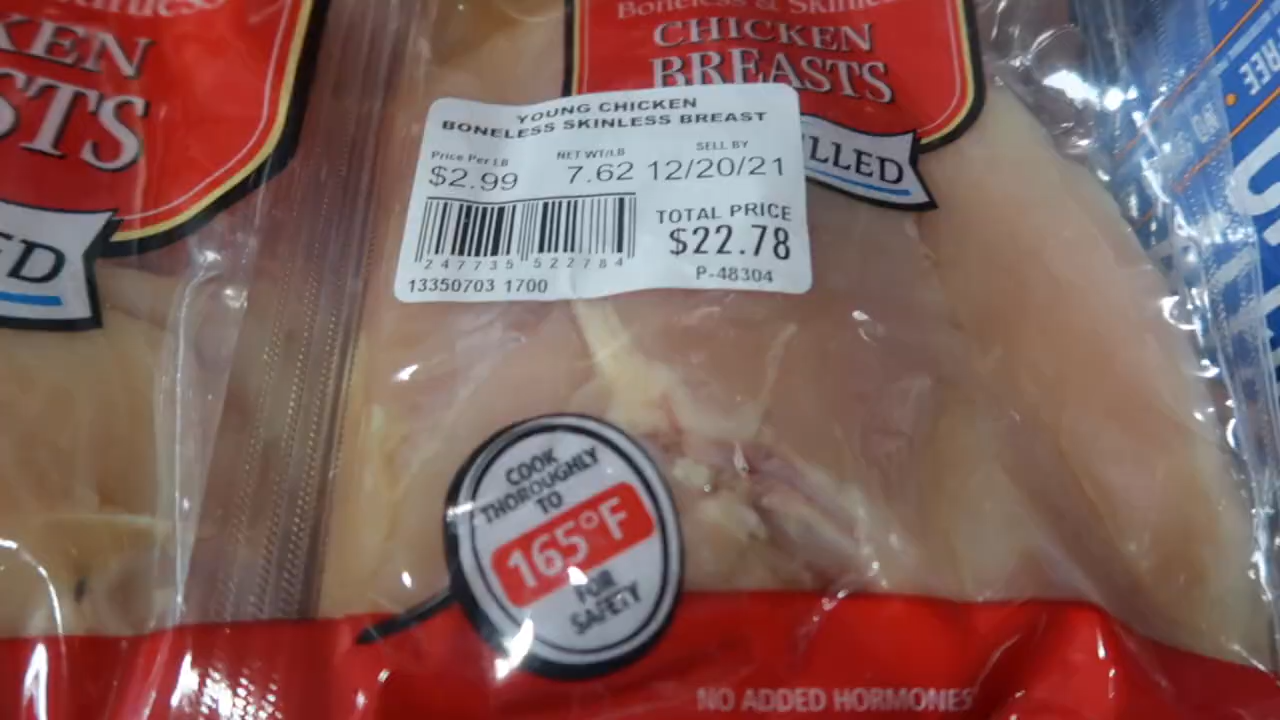 KEN
STS
ED
Boneless & Skinless
CHICKEN
BREASTS
LLED
YOUNG CHICKEN
BONELESS SKINLESS BREAST
Price Per LB NET WT/LB SELL BY
$2.99 7.62 12/20/21
TOTAL PRICE
$22.78
2 47735 522784
P-48304
13350703 1700
COOK
THOROUGHLY
TO
165°F
FOR
SAFETY
NO ADDED HORMONES